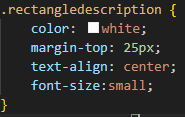 .rectangledescription {
color: white;
margin-top: 25px;
text-align: center;
font-size:small;
}